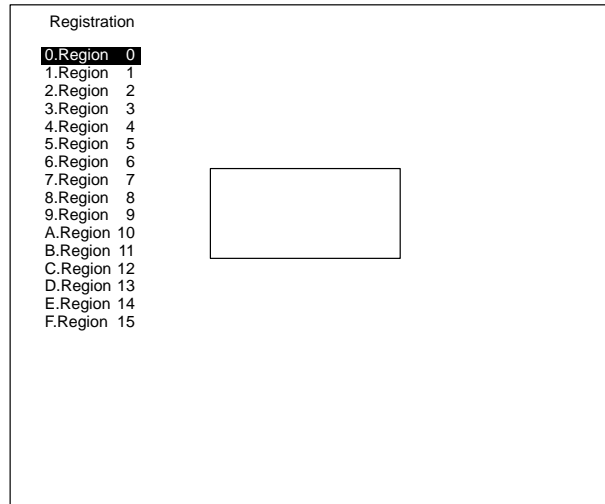 Registration
0.Region 0
1.Region 1
2.Region 2
3.Region 3
4.Region 4
5.Region 5
6.Region 6
7.Region 7
8.Region 8
9.Region 9
A.Region 10
B.Region 11
C.Region 12
D.Region 13
E.Region 14
F.Region 15